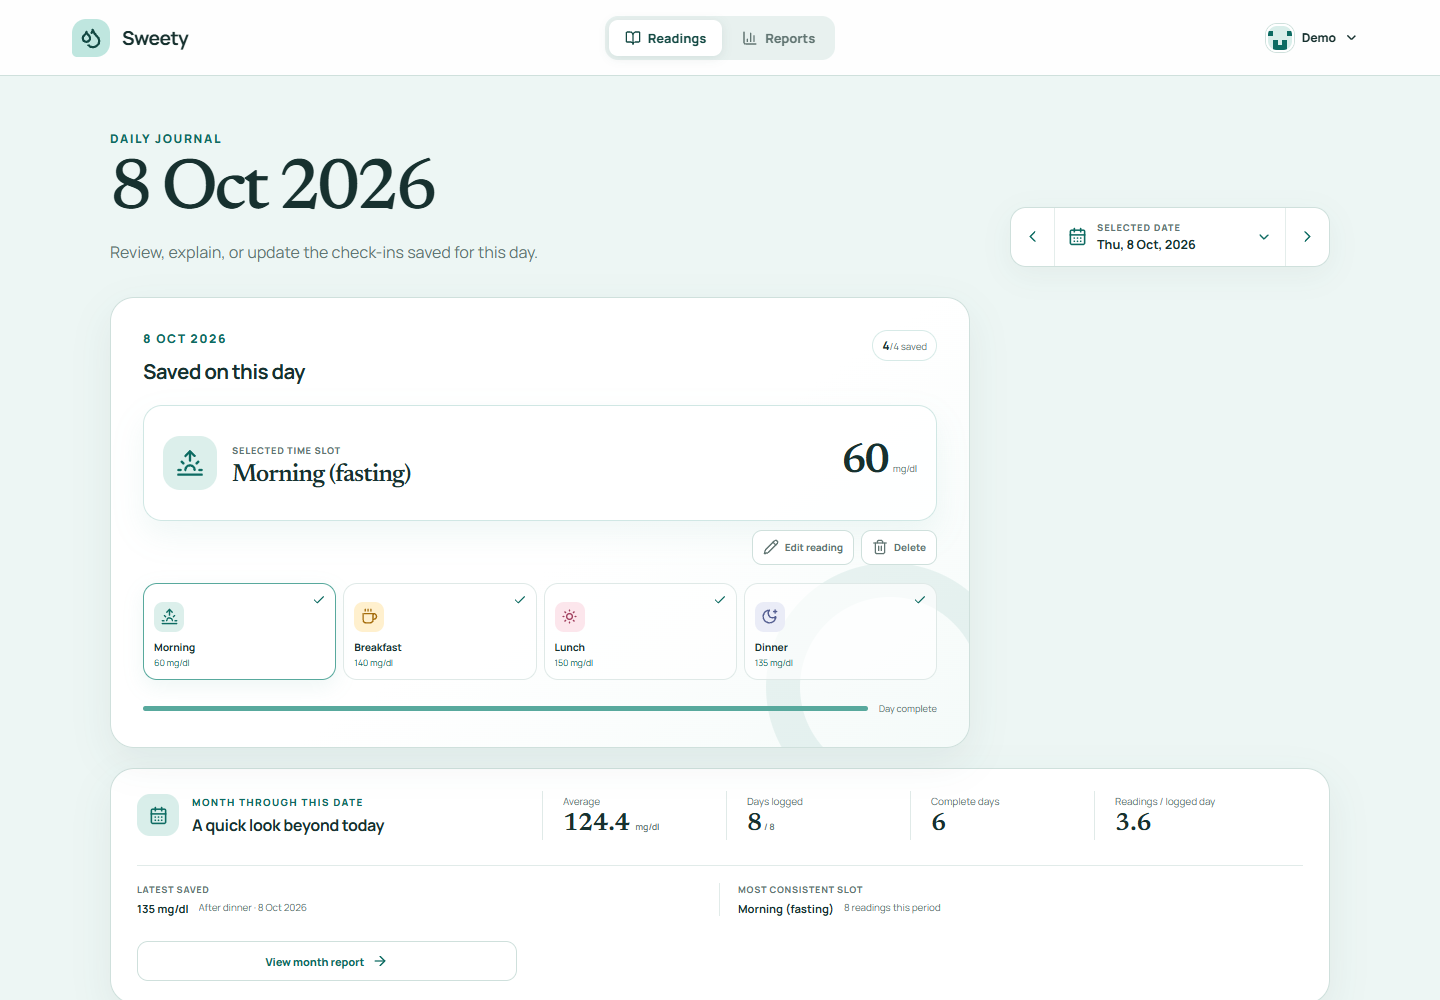 Sweety
Readings
Reports
Demo
DAILY JOURNAL
8 Oct 2026
Review, explain, or update the check-ins saved for this day.
SELECTED DATE
Thu, 8 Oct, 2026
8 OCT 2026
Saved on this day
4/4 saved
SELECTED TIME SLOT
Morning (fasting)
60 mg/dl
Edit reading
Delete
Morning
60 mg/dl
Breakfast
140 mg/dl
Lunch
150 mg/dl
Dinner
135 mg/dl
Day complete
MONTH THROUGH THIS DATE
A quick look beyond today
Average
124.4 mg/dl
Days logged
8 / 8
Complete days
6
Readings / logged day
3.6
LATEST SAVED
135 mg/dl After dinner · 8 Oct 2026
MOST CONSISTENT SLOT
Morning (fasting) 8 readings this period
View month report